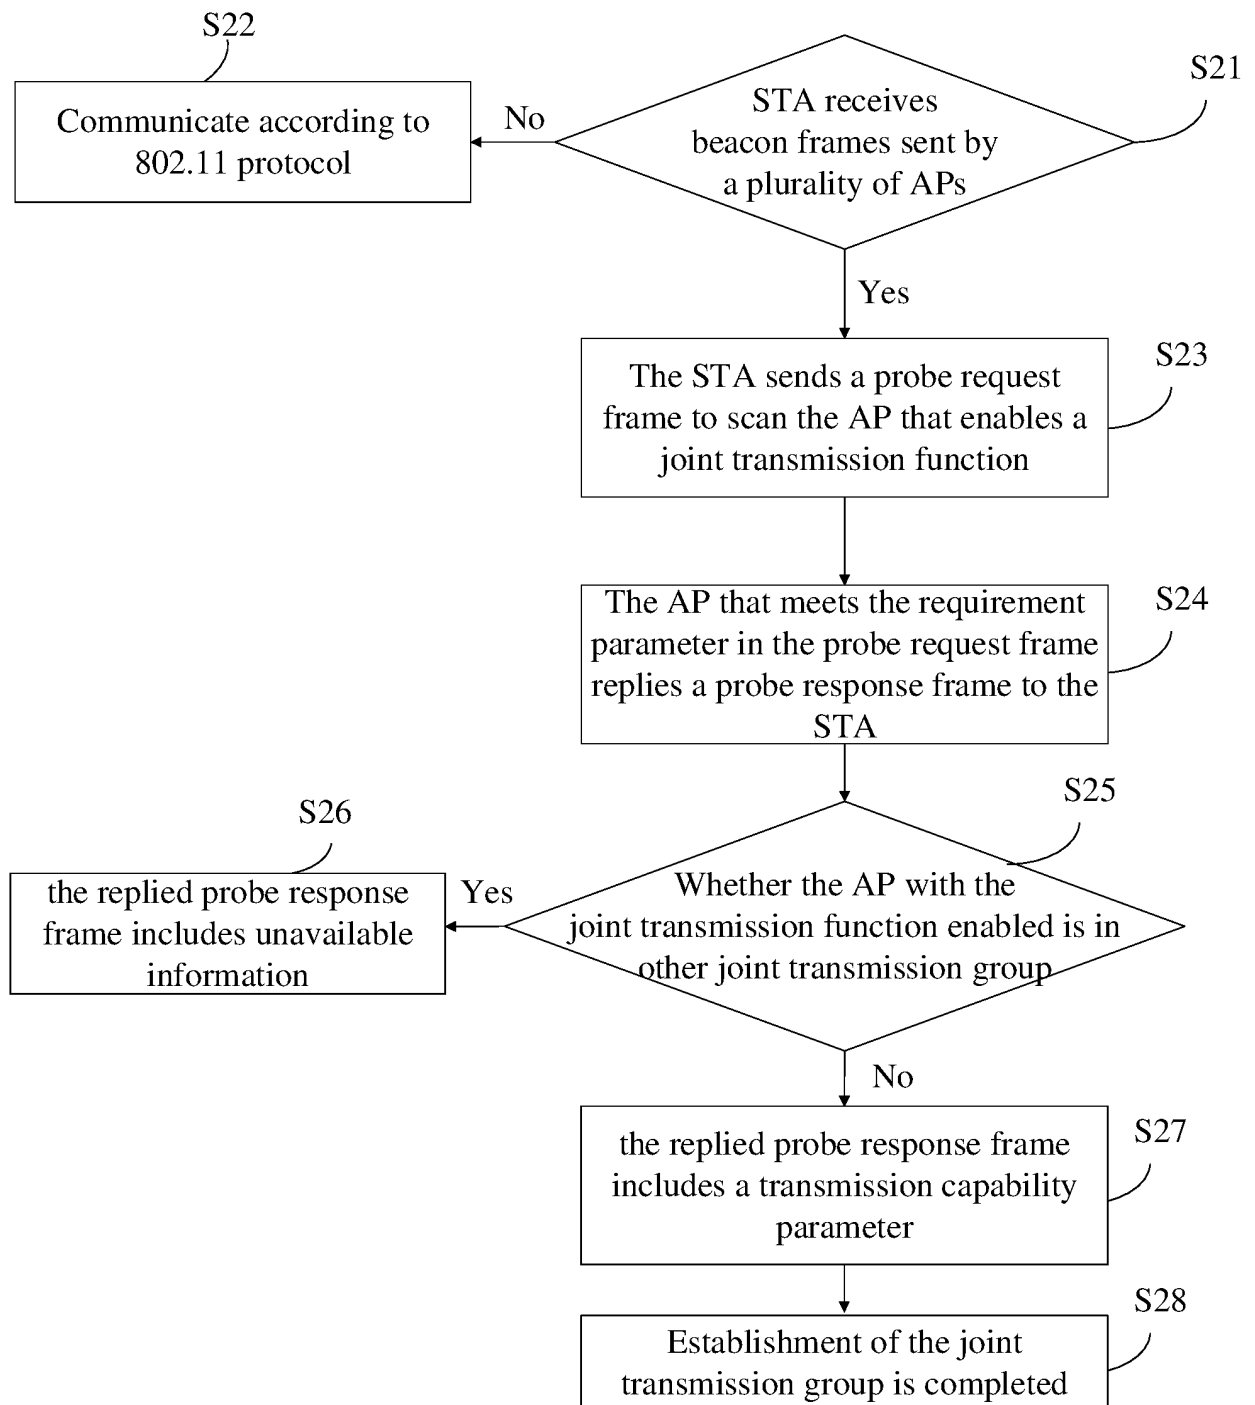 S22
S21
STA receives
beacon frames sent by
a plurality of APs
No
Communicate according to
802.11 protocol
Yes
S23
The STA sends a probe request
frame to scan the AP that enables a
joint transmission function
S24
The AP that meets the requirement
parameter in the probe request frame
replies a probe response frame to the
STA
S25
Whether the AP with the
joint transmission function enabled is in
other joint transmission group
S26
Yes
the replied probe response
frame includes unavailable
information
No
S27
the replied probe response frame
includes a transmission capability
parameter
S28
Establishment of the joint
transmission group is completed